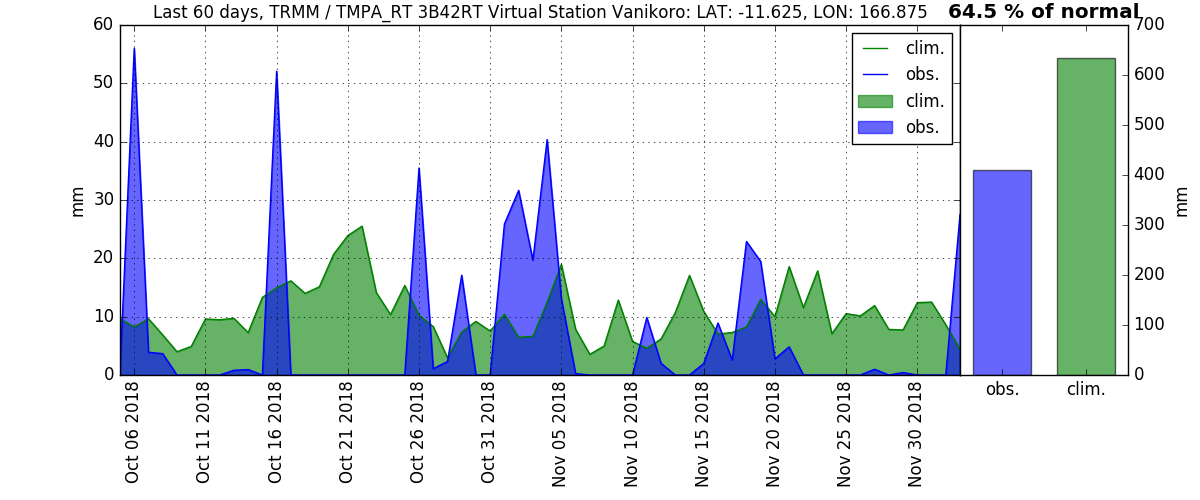 Last 60 days, TRMM / TMPA_RT 3B42RT Virtual Station Vanikoro: LAT: -11.625, LON: 166.875
64.5 % of normal
60
50
40
30
20
10
0
mm
clim.
obs.
clim.
obs.
700
600
500
400
300
200
100
0
mm
obs.
clim.
Oct 06 2018
Oct 11 2018
Oct 16 2018
Oct 21 2018
Oct 26 2018
Oct 31 2018
Nov 05 2018
Nov 10 2018
Nov 15 2018
Nov 20 2018
Nov 25 2018
Nov 30 2018